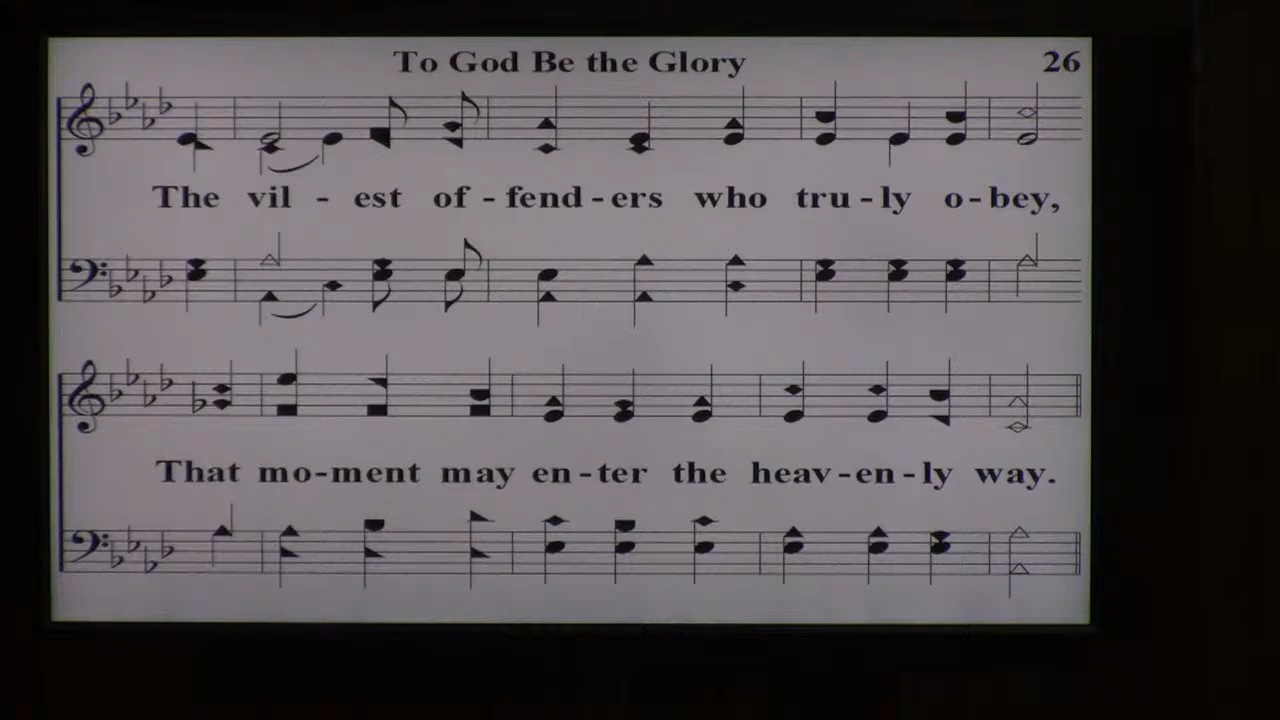 To God Be the Glory 26
The vil - est of - fend - ers who tru - ly o - bey,
That mo - ment may en - ter the heav - en - ly way.